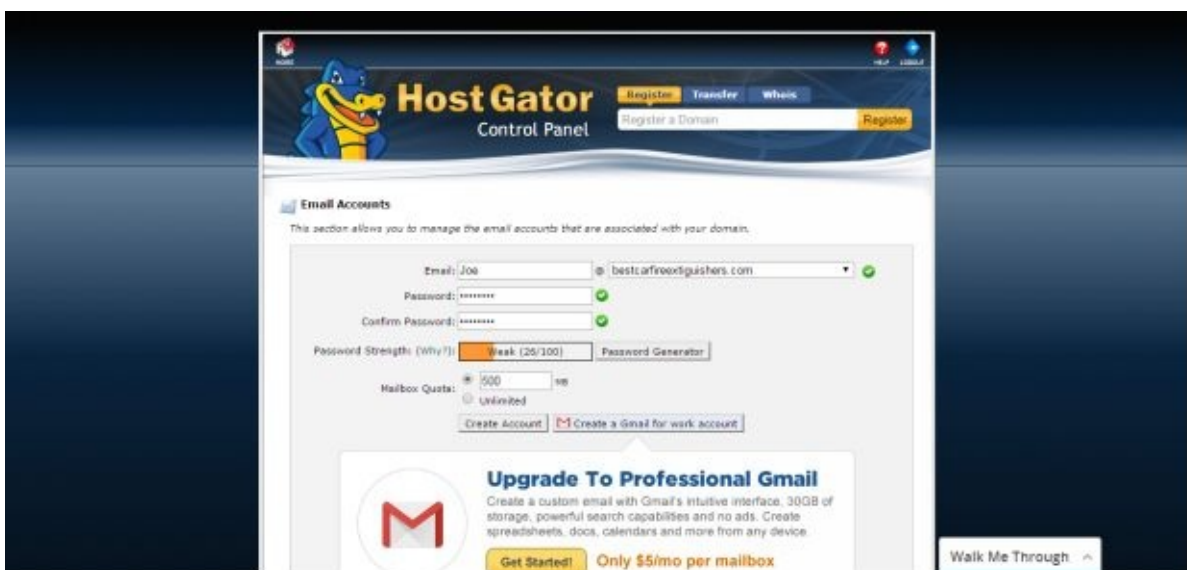 HOME
HELP LOGOUT
HostGator
Control Panel
Register Transfer Whois
Register a Domain Register
Email Accounts
This section allows you to manage the email accounts that are associated with your domain.
Email: Joe @ bestcarfireextiguishers.com
Password: ••••••••
Confirm Password: ••••••••
Password Strength (Why?): Weak (26/100) Password Generator
Mailbox Quota: 500 MB
Unlimited
Create Account Create a Gmail for work account
Upgrade To Professional Gmail
Create a custom email with Gmail's intuitive interface, 30GB of
storage, powerful search capabilities and no ads. Create
spreadsheets, docs, calendars and more from any device.
Get Started! Only $5/mo per mailbox
Walk Me Through